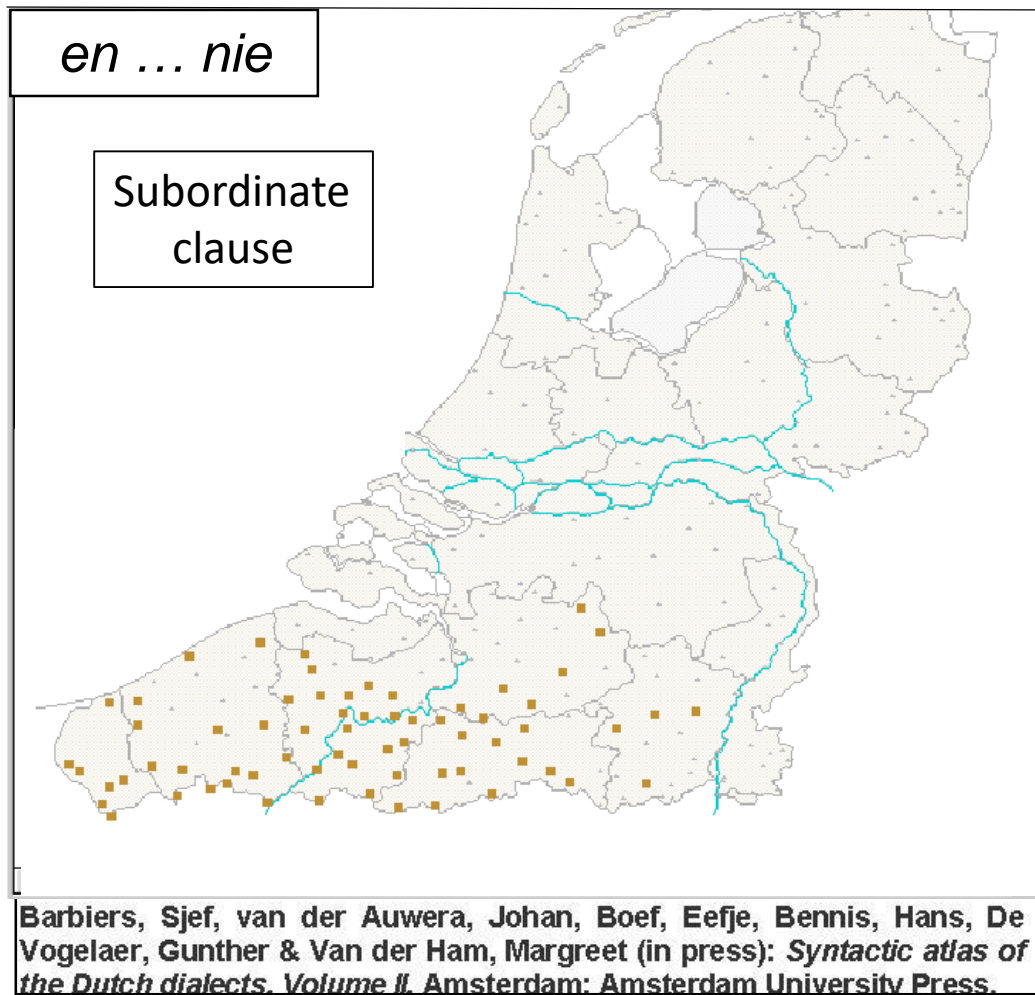 en … nie
Subordinate
clause
Barbiers, Sjef, van der Auwera, Johan, Boef, Eefje, Bennis, Hans, De
Vogelaer, Gunther & Van der Ham, Margreet (in press): Syntactic atlas of
the Dutch dialects. Volume II. Amsterdam: Amsterdam University Press.